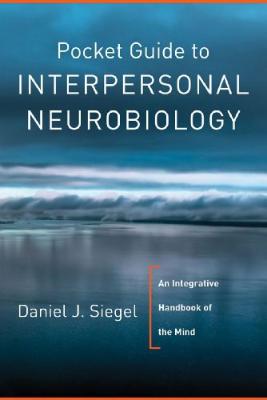 Pocket Guide to
INTERPERSONAL
NEUROBIOLOGY
An Integrative
Handbook of
the Mind
Daniel J. Siegel